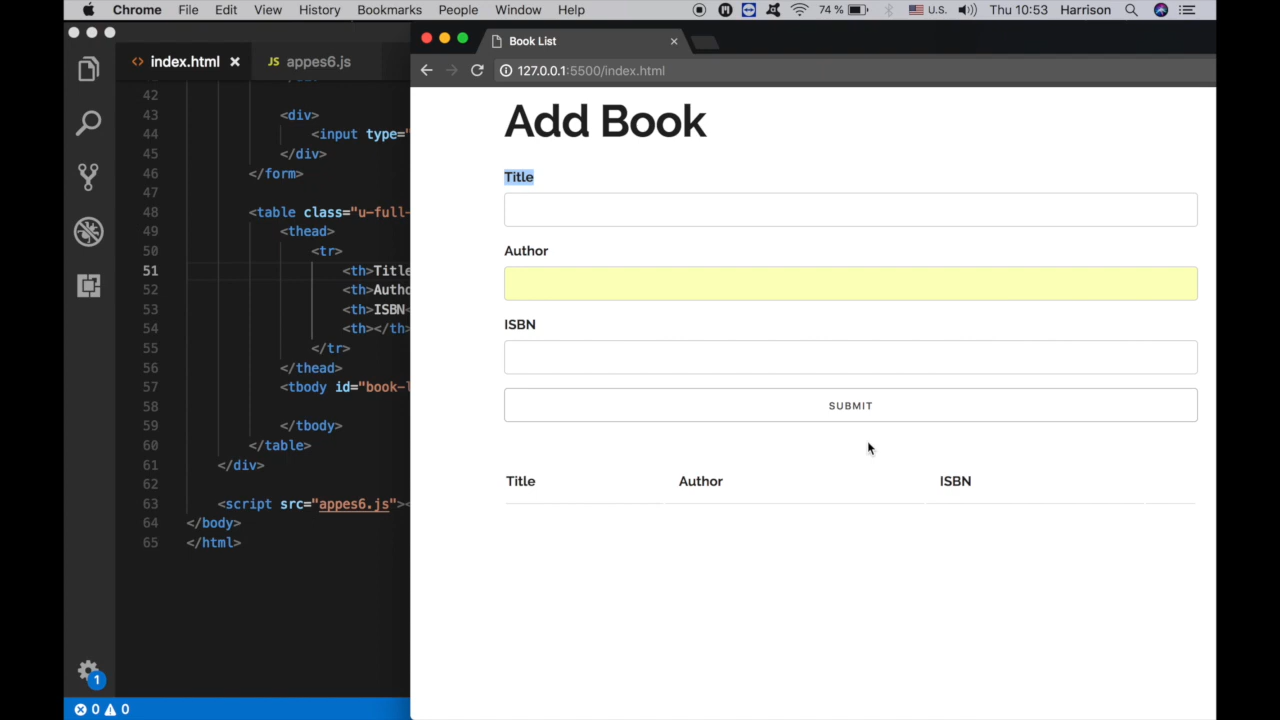 Chrome File Edit View History Bookmarks People Window Help 74 % U.S. Thu 10:53 Harrison
index.html appes6.js
JS
Book List
127.0.0.1:5500/index.html
42
43 <div>
44 <input type="
45 </div>
46 </form>
47
48 <table class="u-full-
49 <thead>
50 <tr>
51 <th>Title
52 <th>Autho
53 <th>ISBN<
54 <th></th>
55 </tr>
56 </thead>
57 <tbody id="book-l
58
59 </tbody>
60 </table>
61 </div>
62
63 <script src="appes6.js"><
64 </body>
65 </html>
1
0 0
Add Book
Title
Author
ISBN
SUBMIT
Title Author ISBN